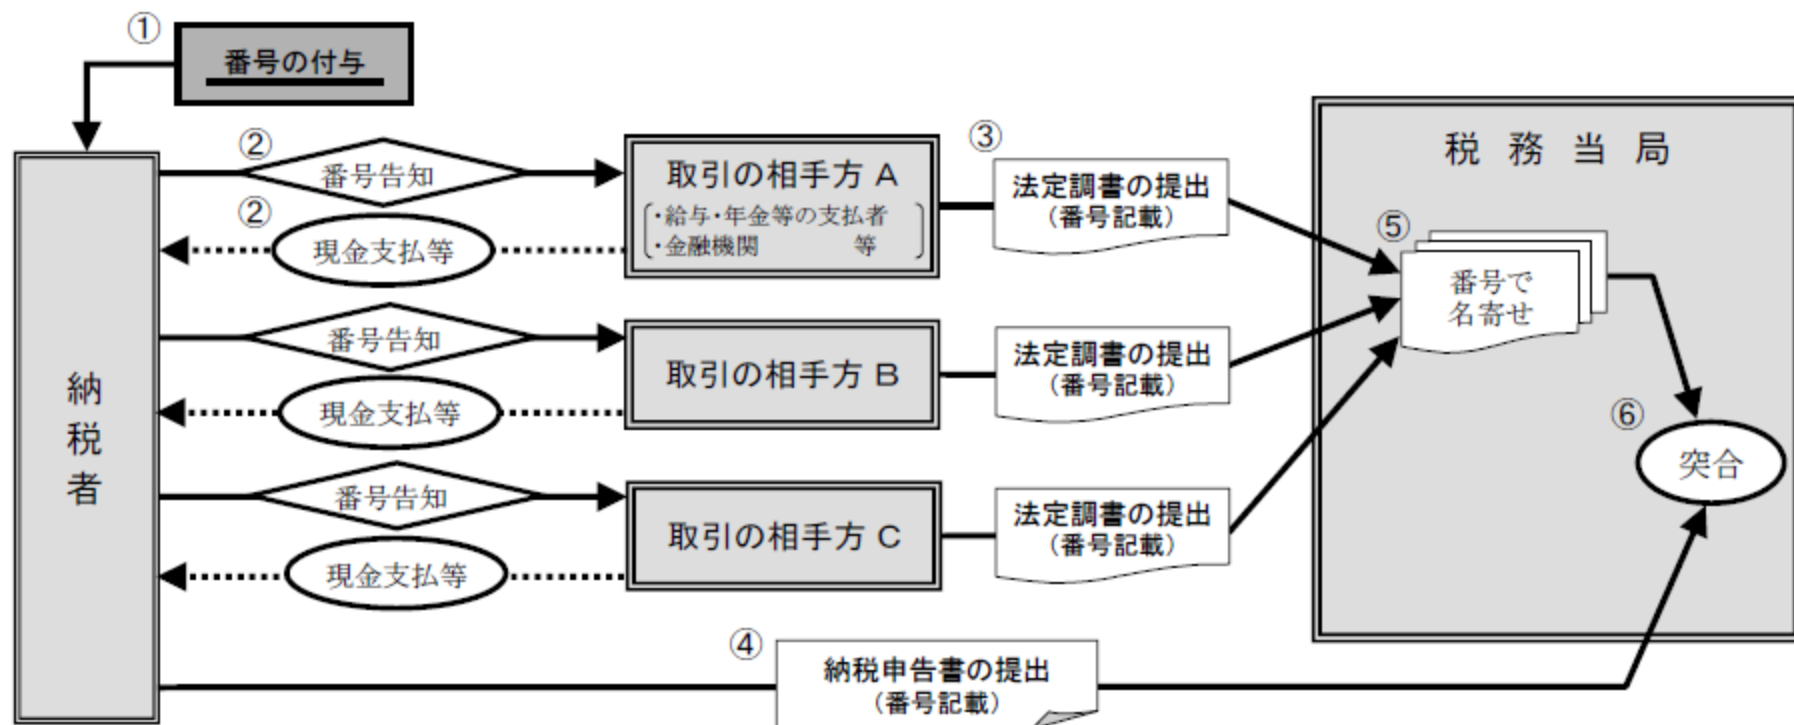 ①
番号の付与
納税者
②
番号告知
②
現金支払等
取引の相手方 A
・給与・年金等の支払者
・金融機関 等
③
法定調書の提出
(番号記載)
番号告知
現金支払等
取引の相手方 B
法定調書の提出
(番号記載)
番号告知
現金支払等
取引の相手方 C
法定調書の提出
(番号記載)
④
納税申告書の提出
(番号記載)
税務当局
⑤
番号で
名寄せ
⑥
突合